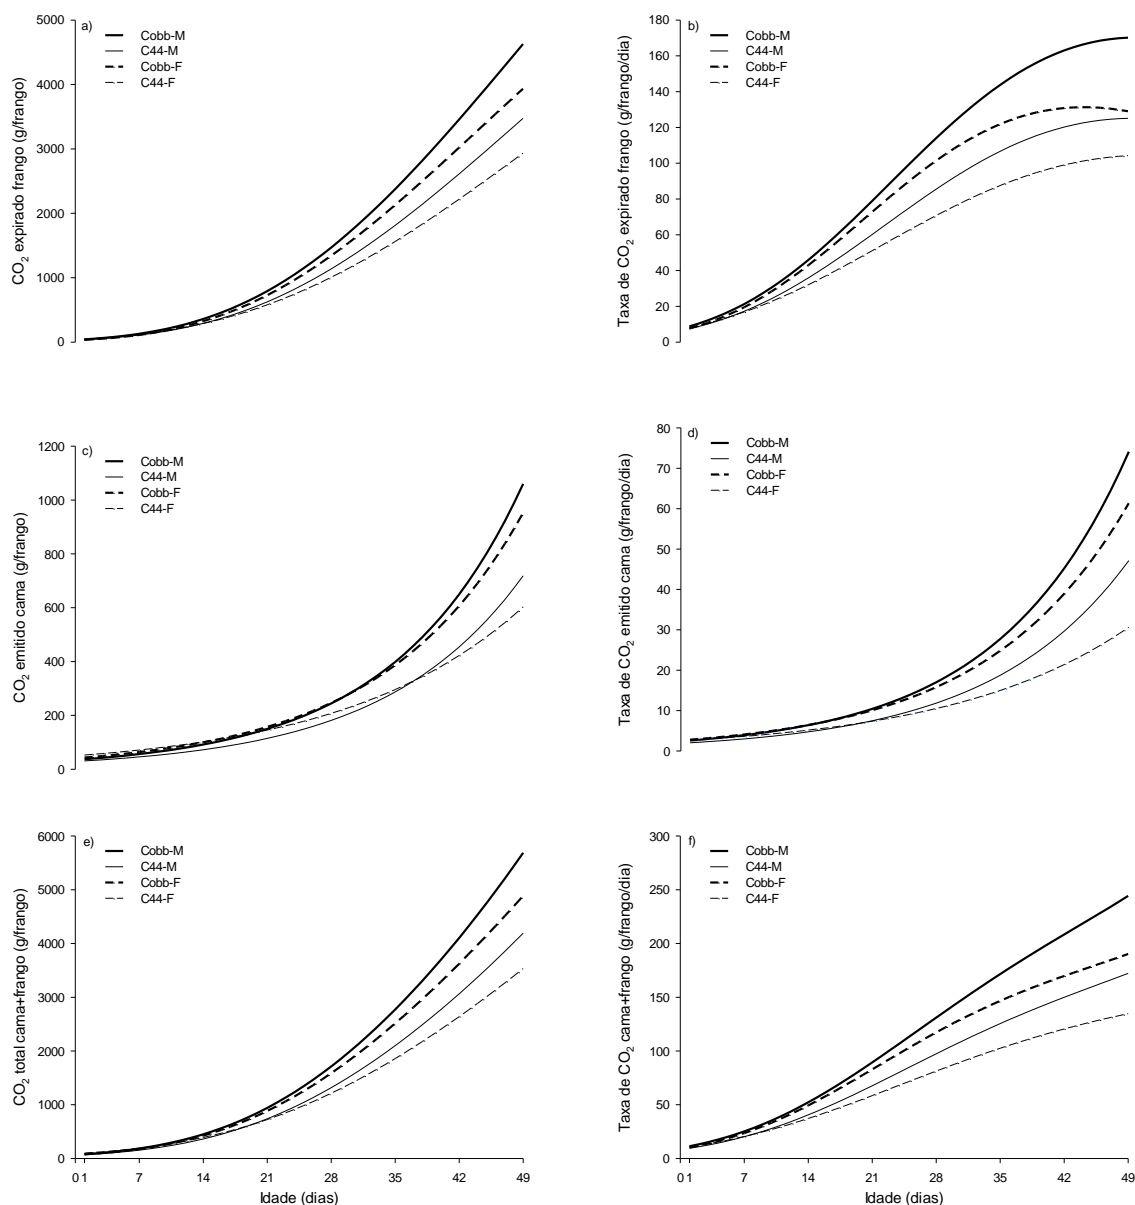 a)
Cobb-M
C44-M
Cobb-F
C44-F
CO2 expirado frango (g/frango)
5000
4000
3000
2000
1000
0
b)
Cobb-M
C44-M
Cobb-F
C44-F
Taxa de CO2 expirado frango (g/frango/dia)
180
160
140
120
100
80
60
40
20
0
c)
Cobb-M
C44-M
Cobb-F
C44-F
CO2 emitido cama (g/frango)
1200
1000
800
600
400
200
0
d)
Cobb-M
C44-M
Cobb-F
C44-F
Taxa de CO2 emitido cama (g/frango/dia)
80
70
60
50
40
30
20
10
0
e)
Cobb-M
C44-M
Cobb-F
C44-F
CO2 total cama+frango (g/frango)
6000
5000
4000
3000
2000
1000
0
0 1 7 14 21 28 35 42 49
Idade (dias)
f)
Cobb-M
C44-M
Cobb-F
C44-F
Taxa de CO2 cama+frango (g/frango/dia)
300
250
200
150
100
50
0
0 1 7 14 21 28 35 42 49
Idade (dias)